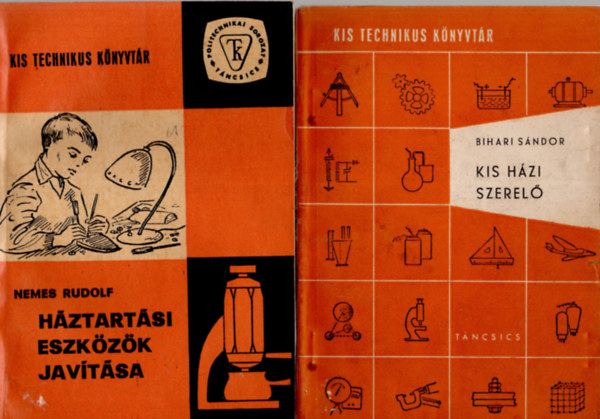 KIS TECHNIKUS KÖNYVTÁR
POLITECHNIKAI SOROZAT
TK
TÁNCSICS
NEMES RUDOLF
HÁZTARTÁSI
ESZKÖZÖK
JAVÍTÁSA
KIS TECHNIKUS KÖNYVTÁR
BIHARI SÁNDOR
KIS HÁZI
SZERELŐ
TÁNCSICS